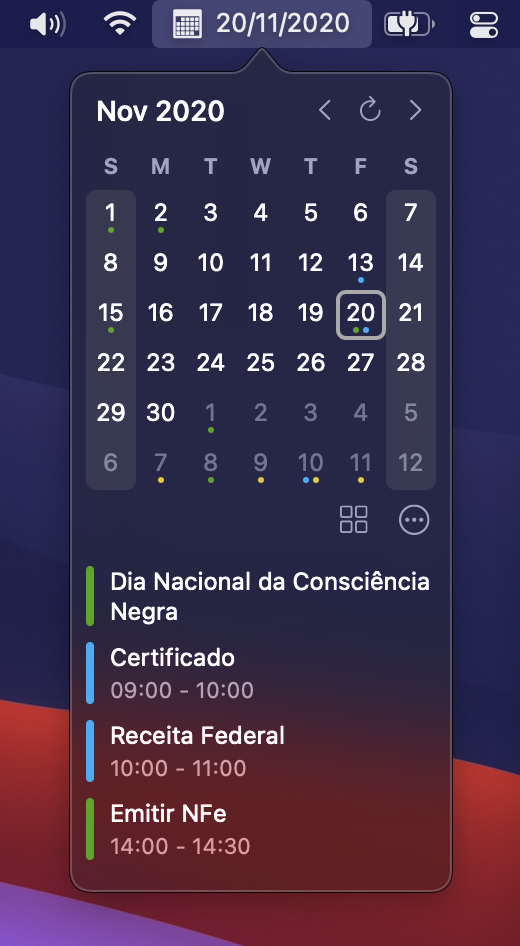 20/11/2020
Nov 2020
S M T W T F S
1 2 3 4 5 6 7
8 9 10 11 12 13 14
15 16 17 18 19 20 21
22 23 24 25 26 27 28
29 30 1 2 3 4 5
6 7 8 9 10 11 12
Dia Nacional da Consciência
Negra
Certificado
09:00 - 10:00
Receita Federal
10:00 - 11:00
Emitir NFe
14:00 - 14:30